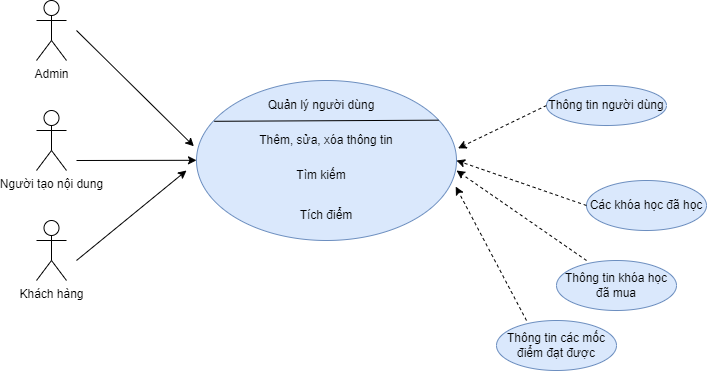 Admin
Người tạo nội dung
Khách hàng
Quản lý người dùng
Thêm, sửa, xóa thông tin
Tìm kiếm
Tích điểm
Thông tin người dùng
Các khóa học đã học
Thông tin khóa học
đã mua
Thông tin các mốc
điểm đạt được